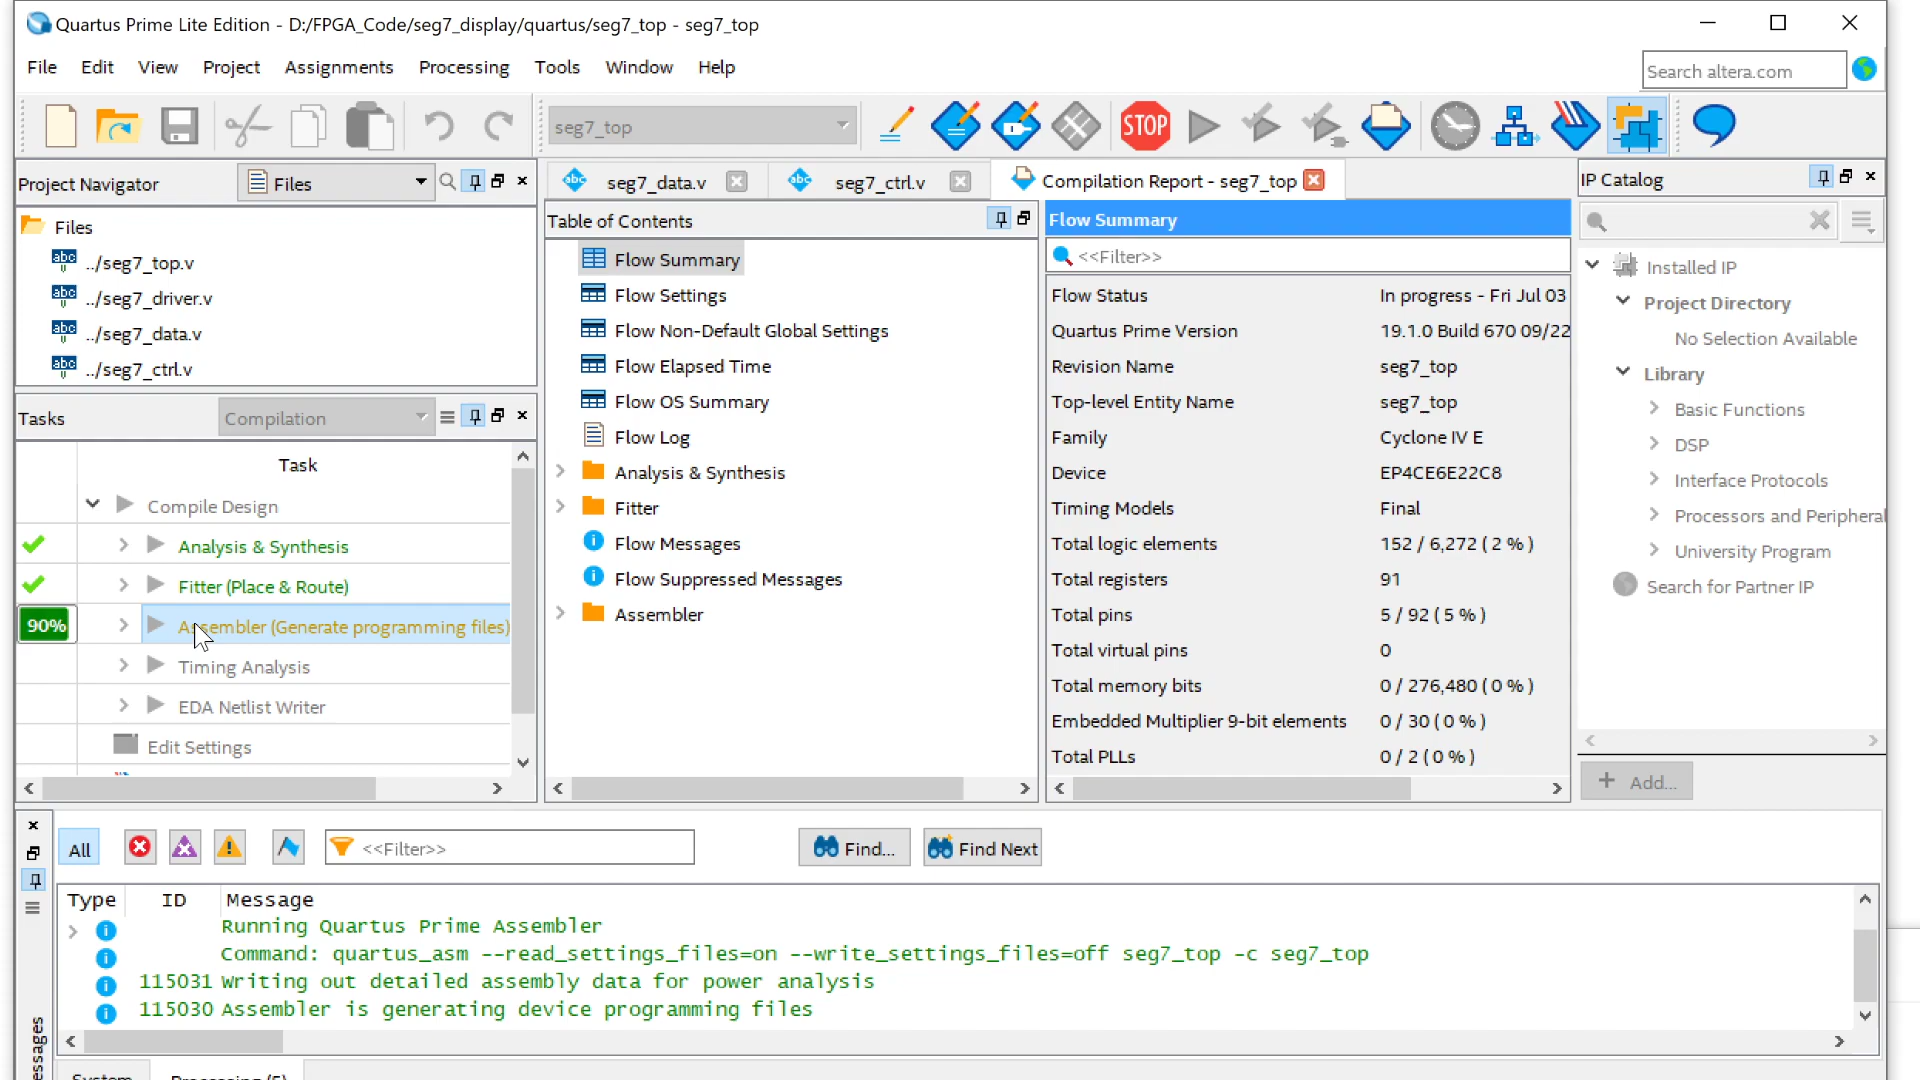 Quartus Prime Lite Edition - D:/FPGA_Code/seg7_display/quartus/seg7_top - seg7_top
File Edit View Project Assignments Processing Tools Window Help
Search altera.com
seg7_top
STOP
Project Navigator
Files
Files
abc ../seg7_top.v
abc ../seg7_driver.v
abc ../seg7_data.v
abc ../seg7_ctrl.v
Tasks
Compilation
Task
Compile Design
Analysis & Synthesis
Fitter (Place & Route)
90% Assembler (Generate programming files)
Timing Analysis
EDA Netlist Writer
Edit Settings
abc seg7_data.v
abc seg7_ctrl.v
Compilation Report - seg7_top
Table of Contents
Flow Summary
Flow Settings
Flow Non-Default Global Settings
Flow Elapsed Time
Flow OS Summary
Flow Log
Analysis & Synthesis
Fitter
Flow Messages
Flow Suppressed Messages
Assembler
Flow Summary
<<Filter>>
Flow Status In progress - Fri Jul 03
Quartus Prime Version 19.1.0 Build 670 09/22
Revision Name seg7_top
Top-level Entity Name seg7_top
Family Cyclone IV E
Device EP4CE6E22C8
Timing Models Final
Total logic elements 152 / 6,272 ( 2 % )
Total registers 91
Total pins 5 / 92 ( 5 % )
Total virtual pins 0
Total memory bits 0 / 276,480 ( 0 % )
Embedded Multiplier 9-bit elements 0 / 30 ( 0 % )
Total PLLs 0 / 2 ( 0 % )
IP Catalog
Installed IP
Project Directory
No Selection Available
Library
Basic Functions
DSP
Interface Protocols
Processors and Peripheral
University Program
Search for Partner IP
+ Add...
All
<<Filter>>
Find...
Find Next
Type ID Message
Running Quartus Prime Assembler
Command: quartus_asm --read_settings_files=on --write_settings_files=off seg7_top -c seg7_top
115031 Writing out detailed assembly data for power analysis
115030 Assembler is generating device programming files
essages
System
Processing (5)